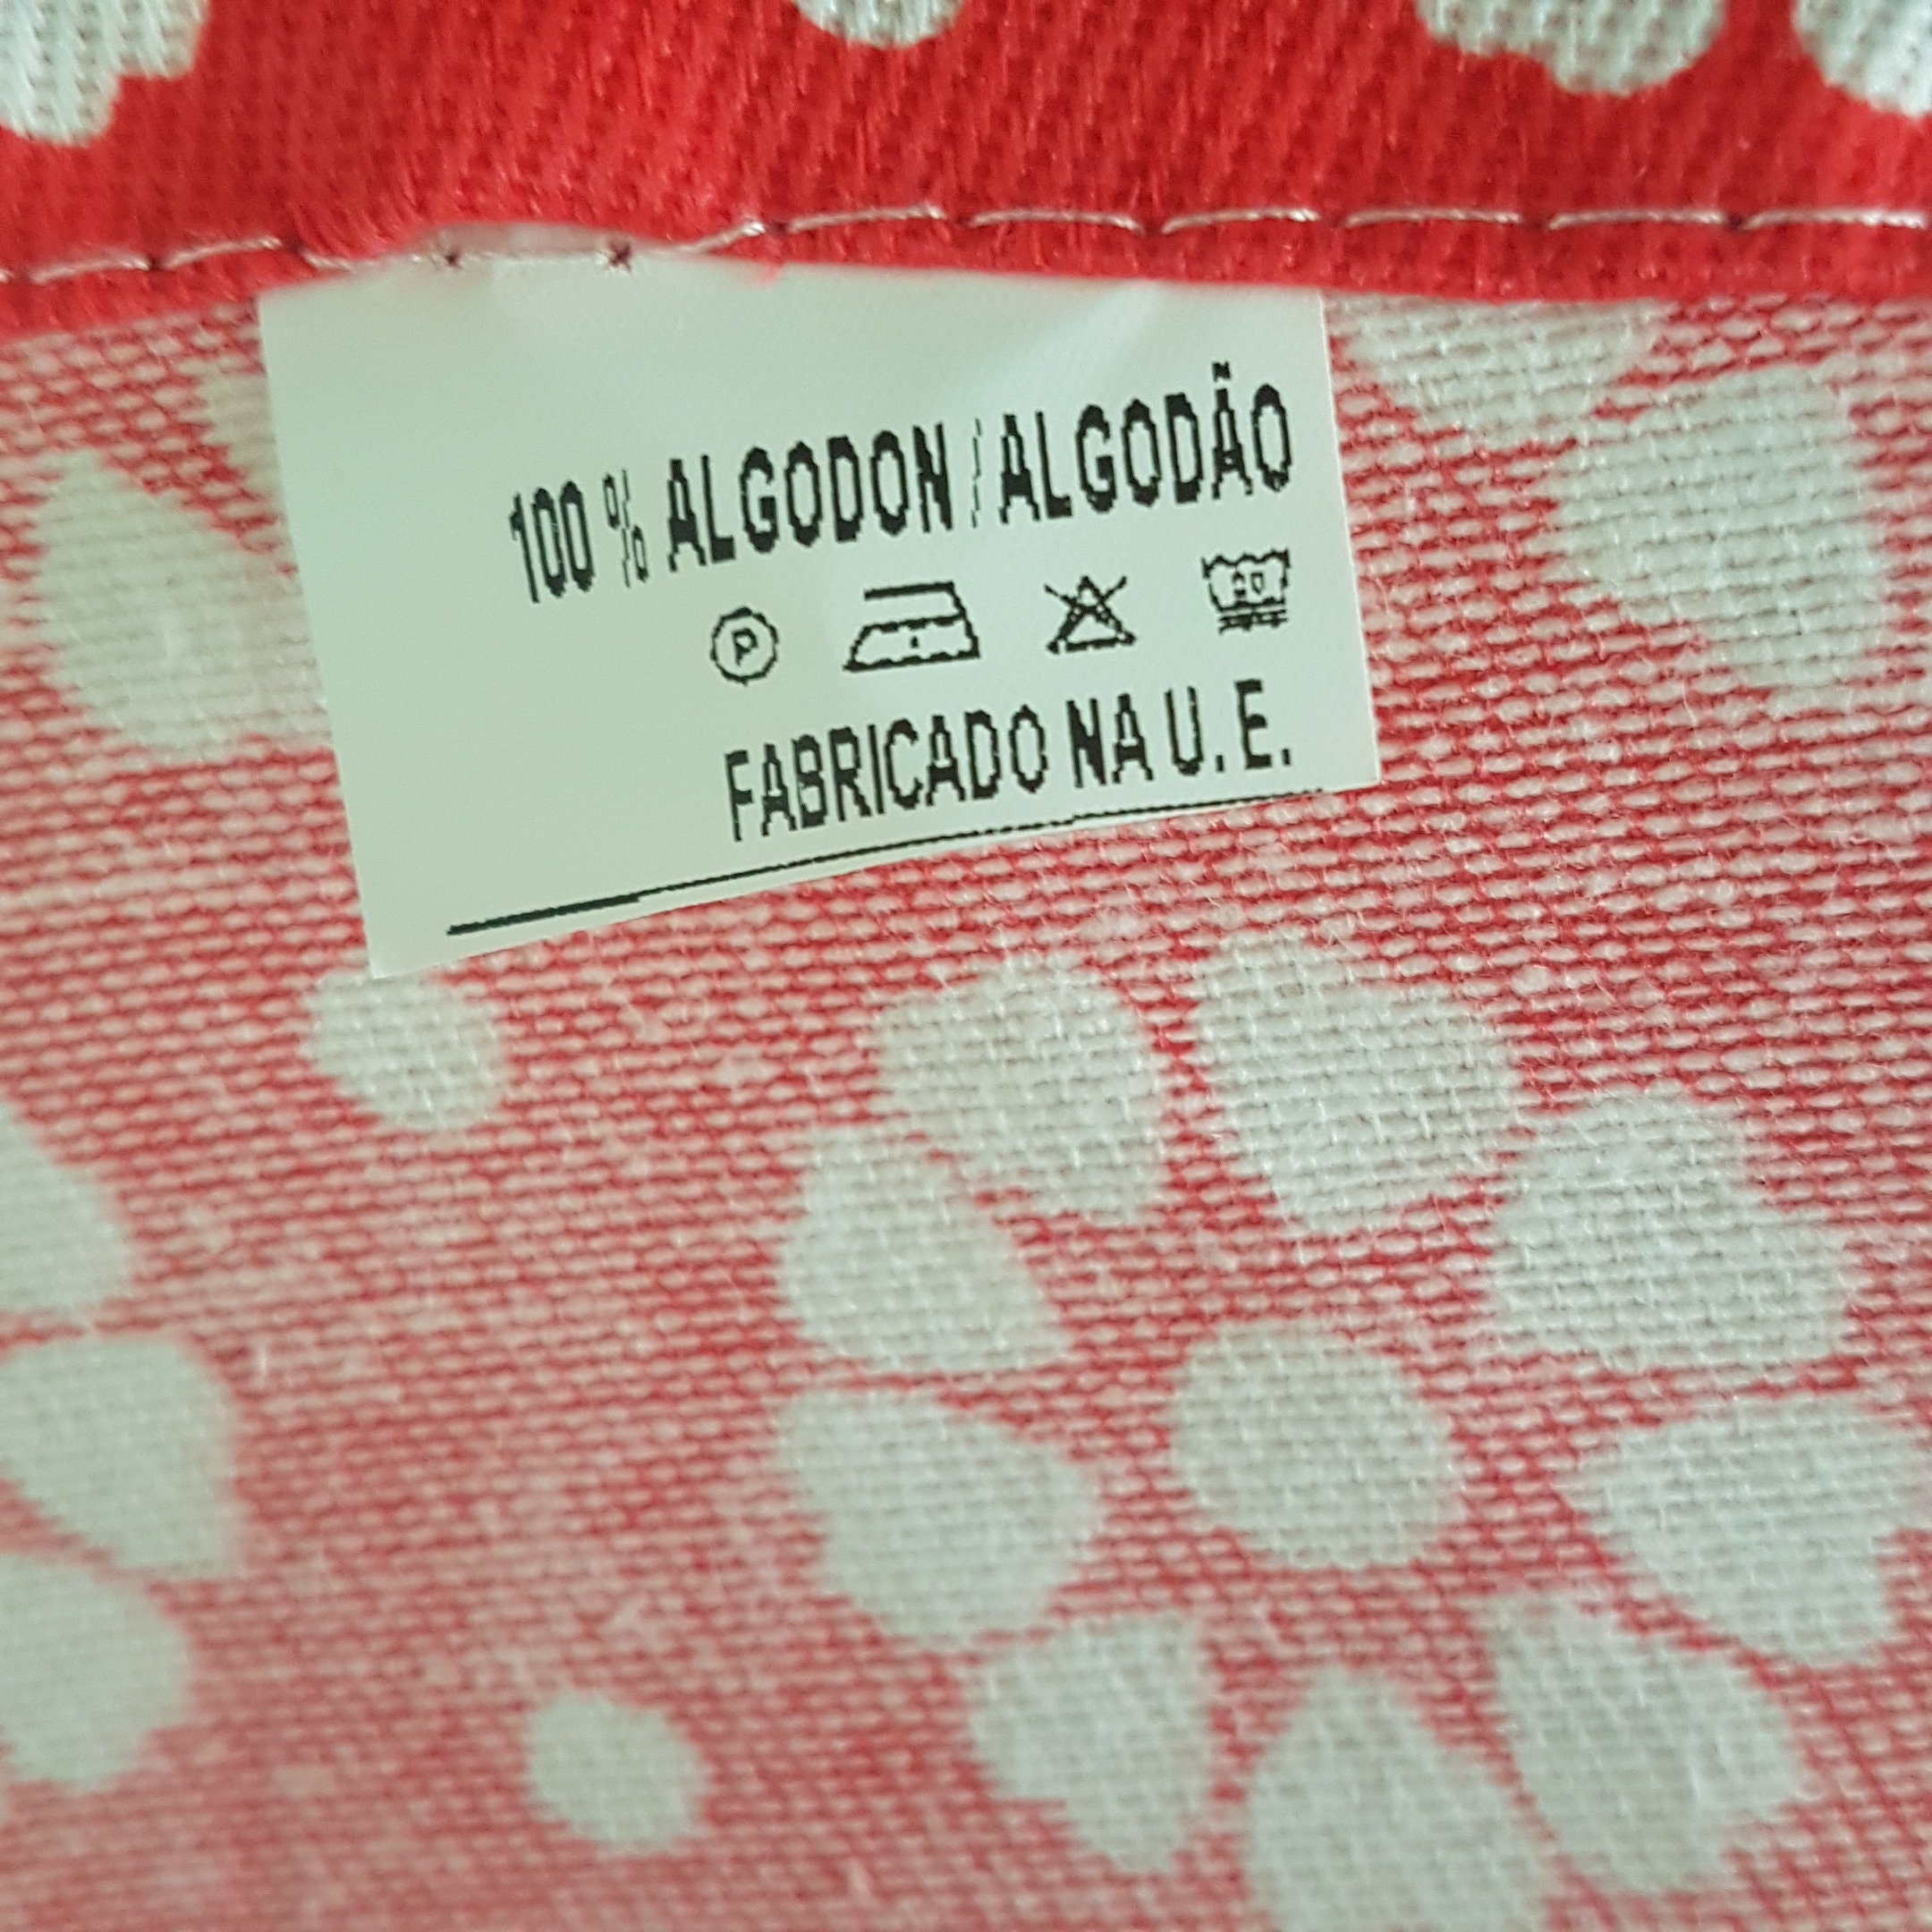 100 % ALGODON / ALGODÃO
P
FABRICADO NA U. E.